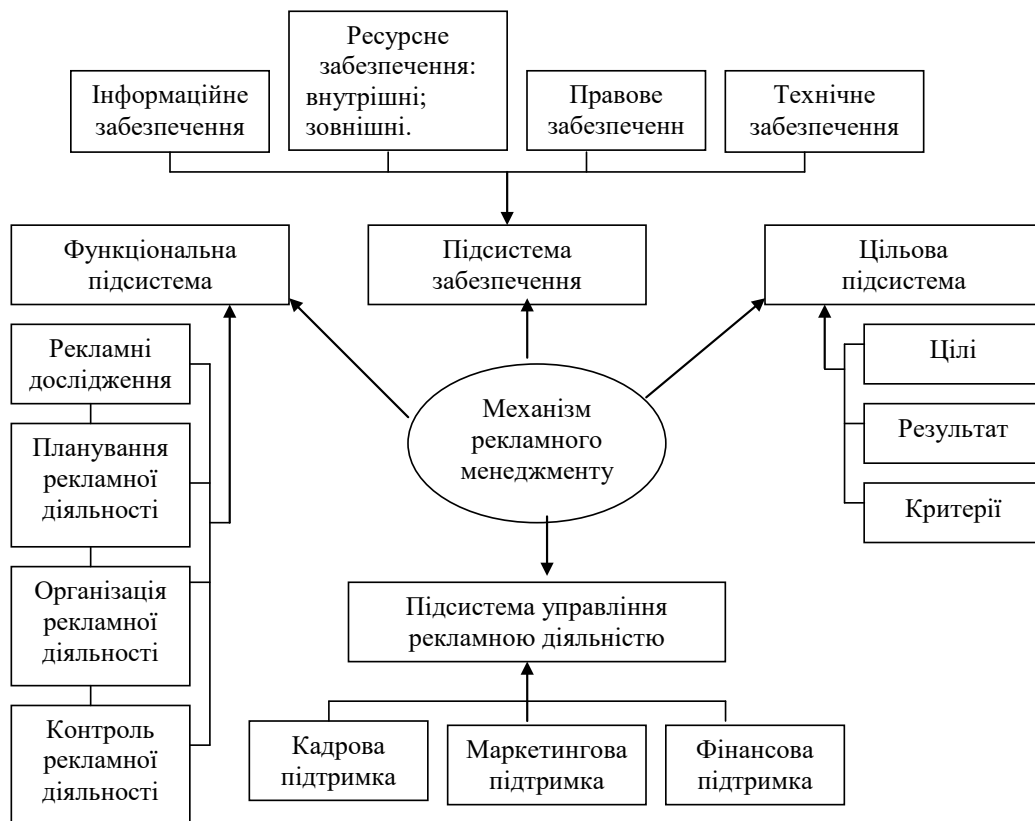 Ресурсне
забезпечення:
внутрішні;
зовнішні.
Інформаційне
забезпечення
Правове
забезпеченн
Технічне
забезпечення
Функціональна
підсистема
Підсистема
забезпечення
Цільова
підсистема
Рекламні
дослідження
Планування
рекламної
діяльності
Організація
рекламної
діяльності
Контроль
рекламної
діяльності
Механізм
рекламного
менеджменту
Цілі
Результат
Критерії
Підсистема управління
рекламною діяльністю
Кадрова
підтримка
Маркетингова
підтримка
Фінансова
підтримка